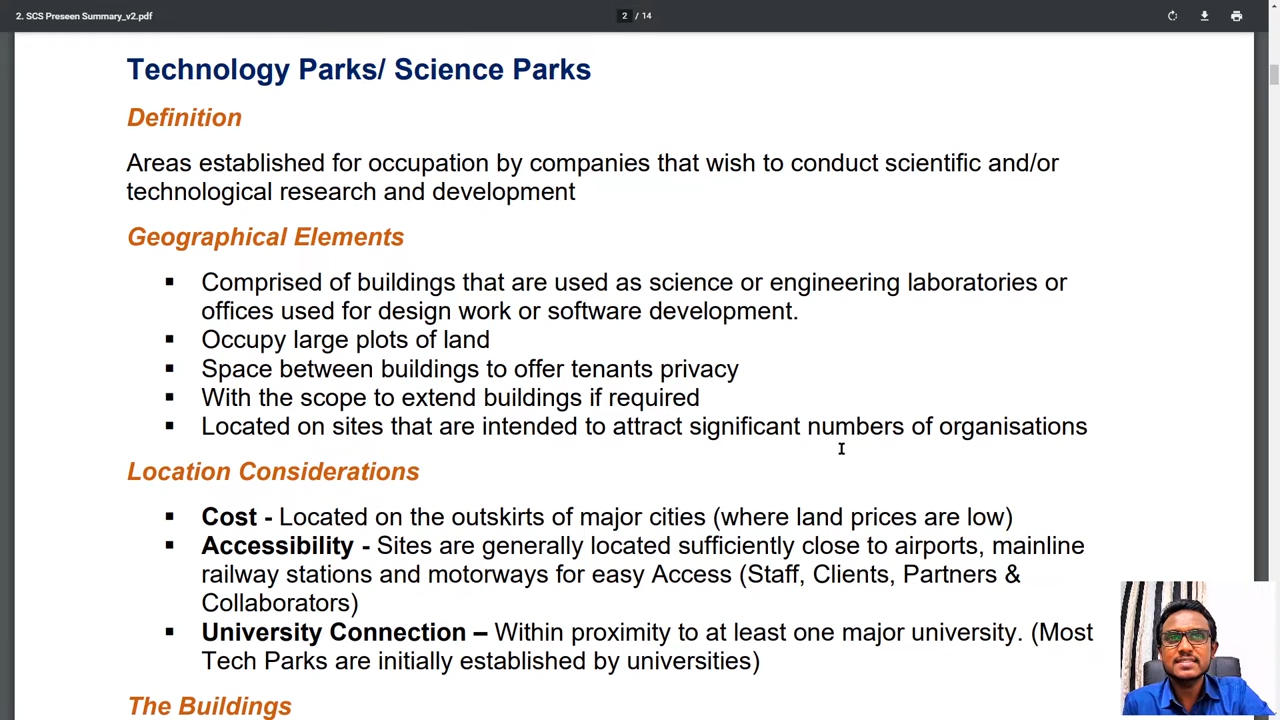 2. SCS Preseen Summary_v2.pdf
2 / 14
Technology Parks/ Science Parks
Definition
Areas established for occupation by companies that wish to conduct scientific and/or
technological research and development
Geographical Elements
▪ Comprised of buildings that are used as science or engineering laboratories or
offices used for design work or software development.
▪ Occupy large plots of land
▪ Space between buildings to offer tenants privacy
▪ With the scope to extend buildings if required
▪ Located on sites that are intended to attract significant numbers of organisations
Location Considerations
▪ Cost - Located on the outskirts of major cities (where land prices are low)
▪ Accessibility - Sites are generally located sufficiently close to airports, mainline
railway stations and motorways for easy Access (Staff, Clients, Partners &
Collaborators)
▪ University Connection – Within proximity to at least one major university. (Most
Tech Parks are initially established by universities)
The Buildings